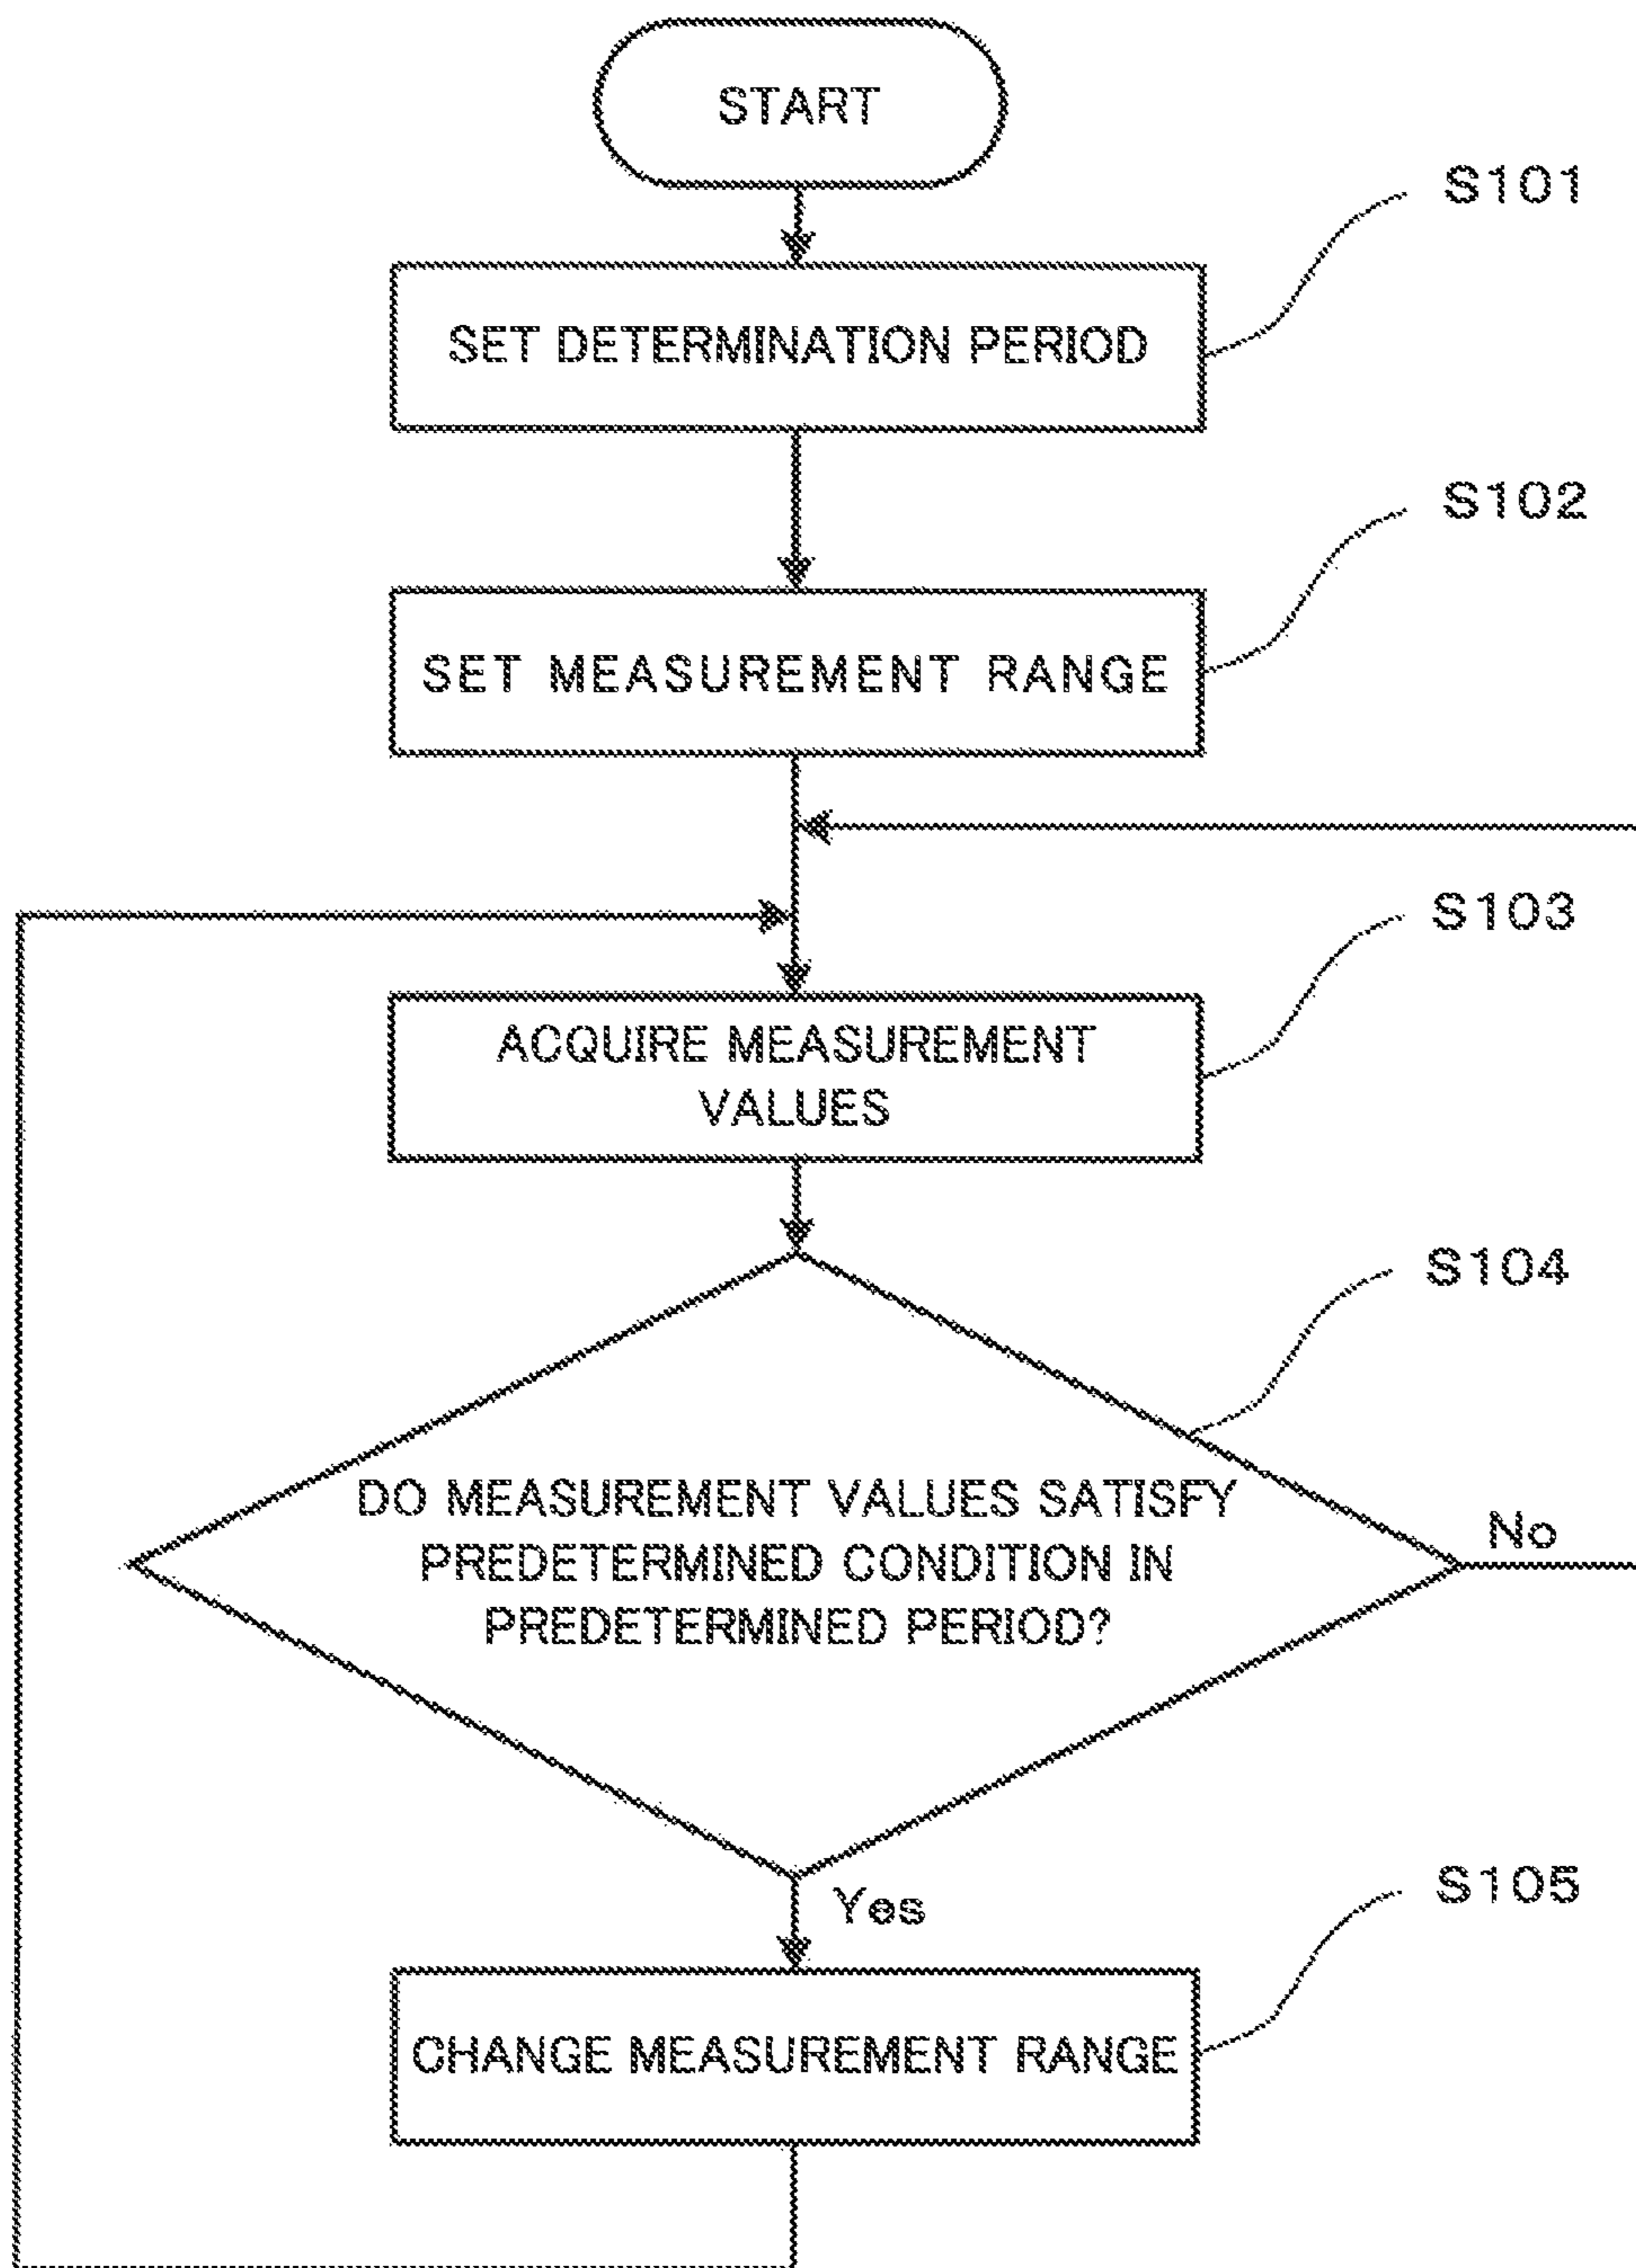 START
S101
SET DETERMINATION PERIOD
S102
SET MEASUREMENT RANGE
S103
ACQUIRE MEASUREMENT
VALUES
S104
DO MEASUREMENT VALUES SATISFY
PREDETERMINED CONDITION IN
PREDETERMINED PERIOD?
No
Yes
S105
CHANGE MEASUREMENT RANGE